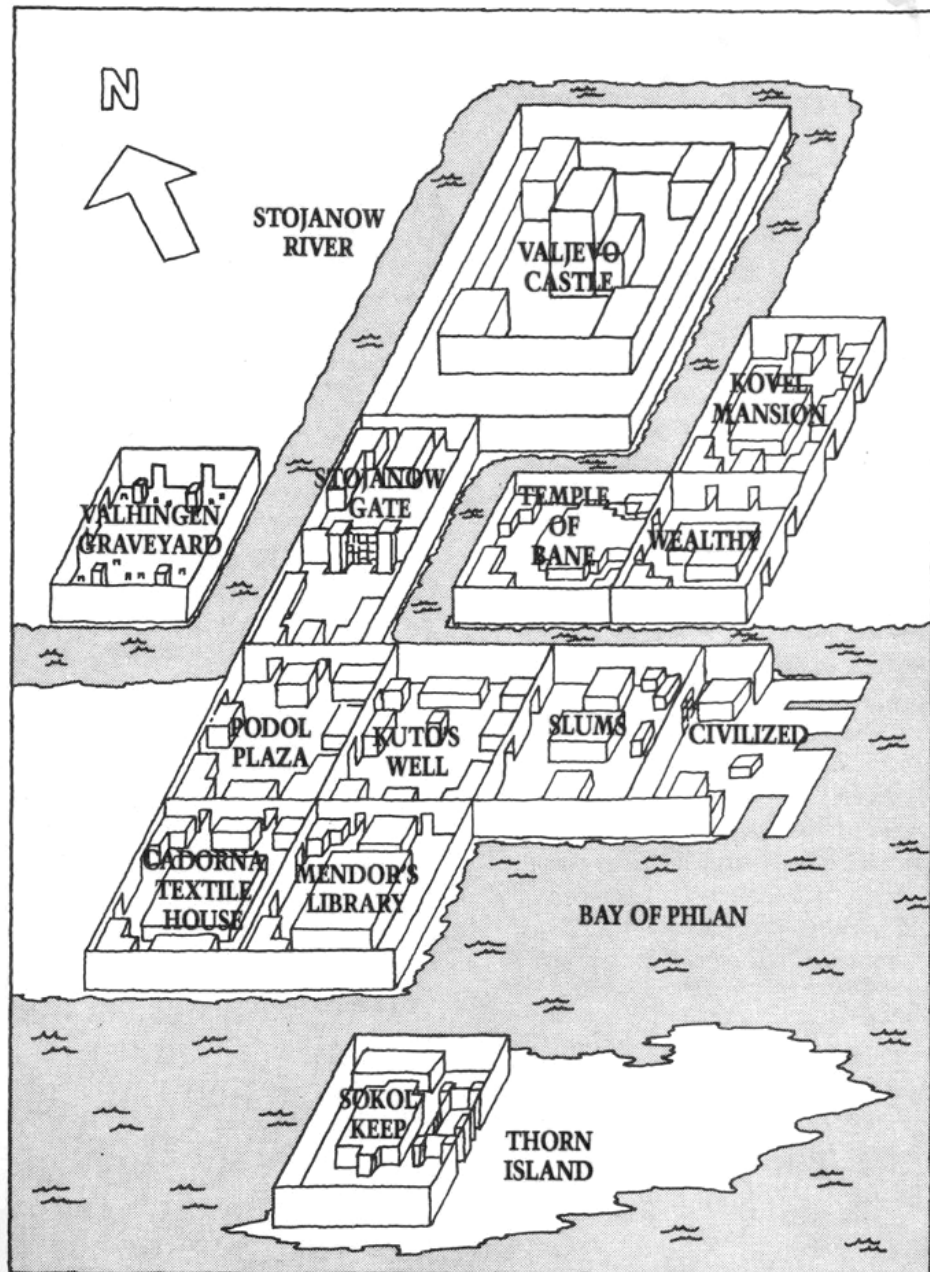 N
STOJANOW
RIVER
VALJEVO
CASTLE
KOVEL
MANSION
STOJANOW
GATE
VALHINGEN
GRAVEYARD
TEMPLE
OF
BANE
WEALTHY
PODOL
PLAZA
KUTO'S
WELL
SLUMS
CIVILIZED
CADORNA
TEXTILE
HOUSE
MENDOR'S
LIBRARY
BAY OF PHLAN
SOKOL
KEEP
THORN
ISLAND